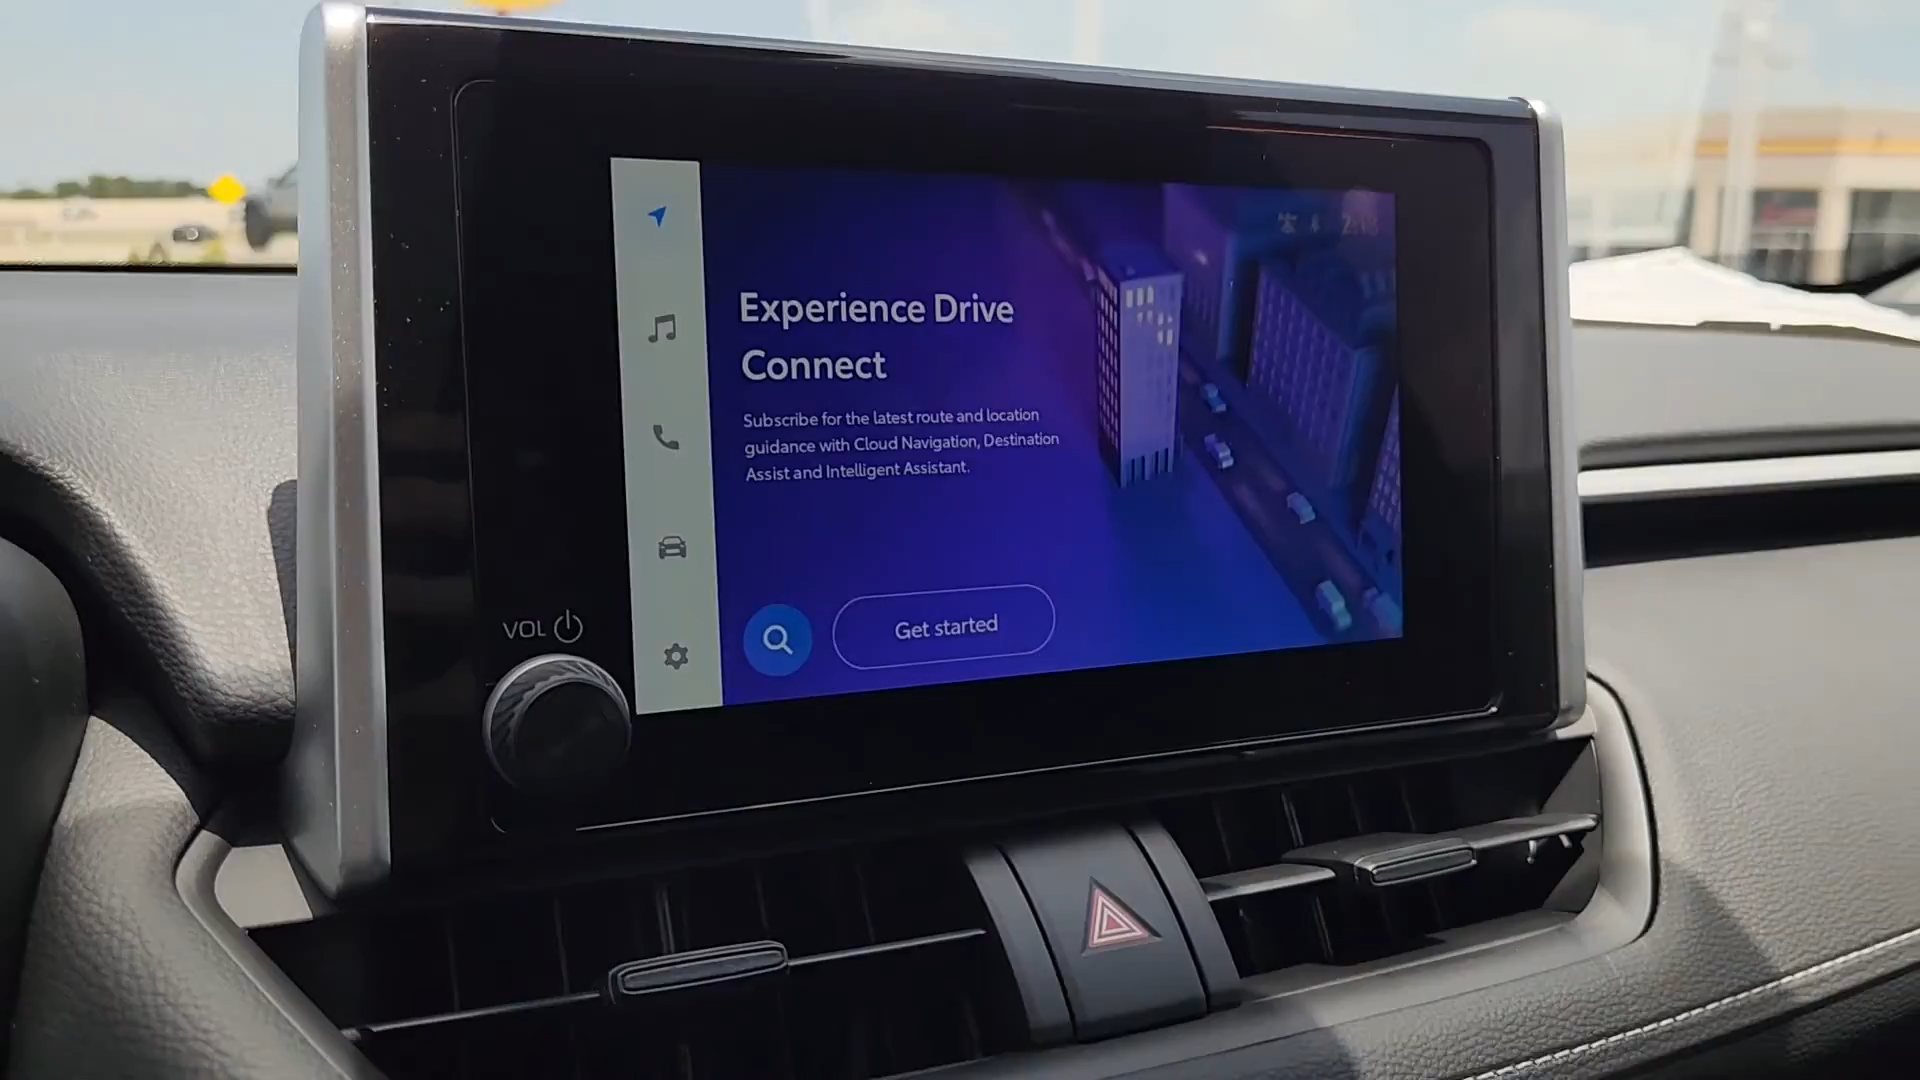 Experience Drive
Connect
Subscribe for the latest route and location
guidance with Cloud Navigation, Destination
Assist and Intelligent Assistant.
VOL
Get started